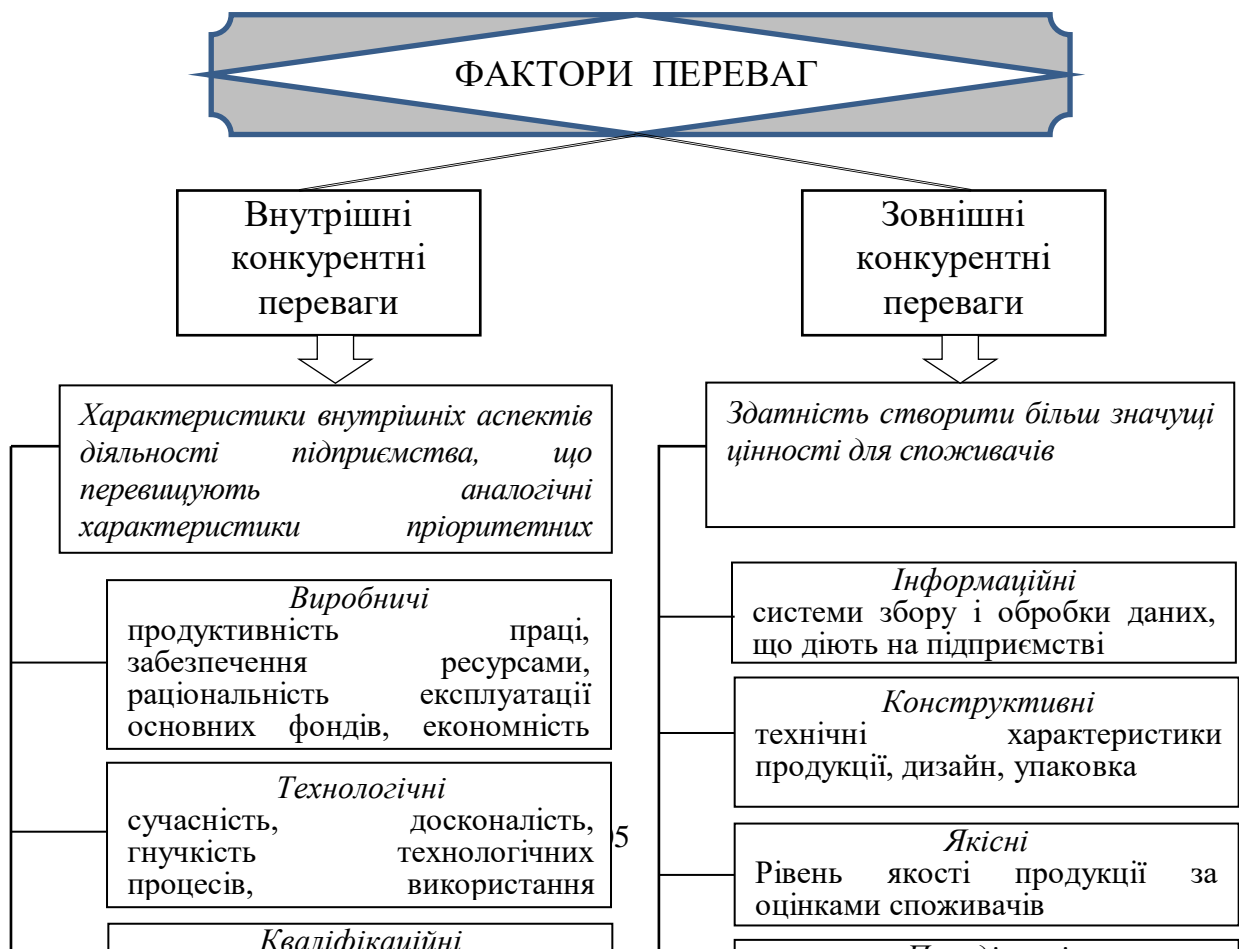 ФАКТОРИ ПЕРЕВАГ
Внутрішні
конкурентні
переваги
Зовнішні
конкурентні
переваги
Характеристики внутрішніх аспектів
діяльності підприємства, що
перевищують аналогічні
характеристики пріоритетних
Здатність створити більш значущі
цінності для споживачів
Виробничі
продуктивність праці,
забезпечення ресурсами,
раціональність експлуатації
основних фондів, економність
Технологічні
сучасність, досконалість,
гнучкість технологічних
процесів, використання
Кваліфікаційні
Інформаційні
системи збору і обробки даних,
що діють на підприємстві
Конструктивні
технічні характеристики
продукції, дизайн, упаковка
Якісні
Рівень якості продукції за
оцінками споживачів
5